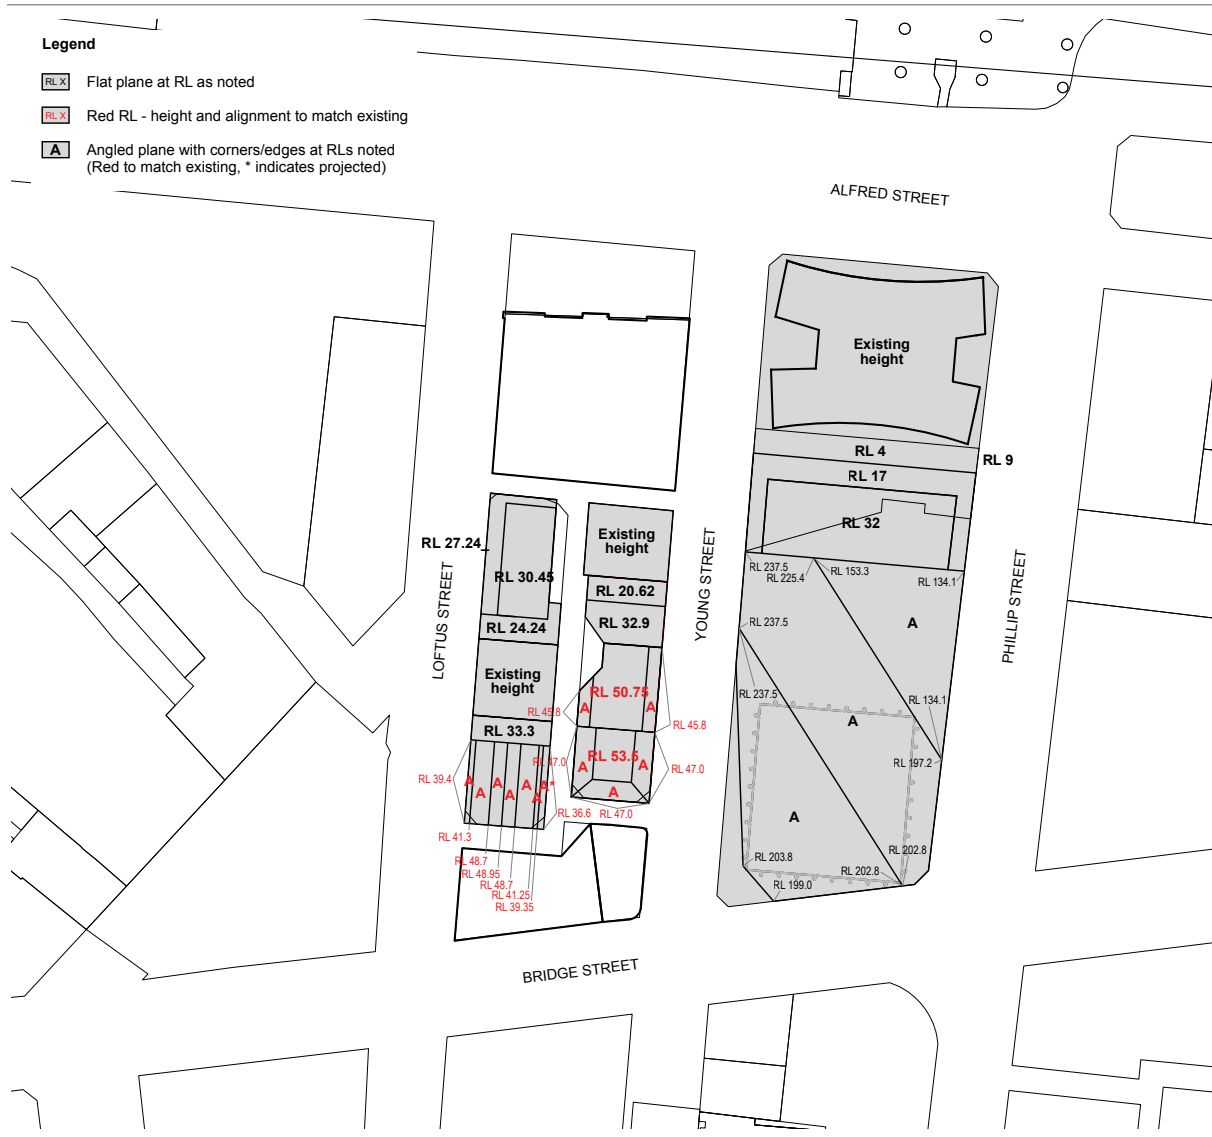 Legend
RL X Flat plane at RL as noted
RL X Red RL - height and alignment to match existing
A Angled plane with corners/edges at RLs noted
(Red to match existing, * indicates projected)
ALFRED STREET
Existing
height
RL 4
RL 9
RL 17
RL 32
RL 27.24
RL 30.45
Existing
height
RL 20.62
RL 32.9
RL 24.24
Existing
height
RL 33.3
LOFTUS STREET
YOUNG STREET
PHILLIP STREET
RL 237.5
RL 225.4
RL 153.3
RL 134.1
RL 237.5
A
RL 237.5
RL 134.1
A
RL 197.2
A
RL 203.8
RL 202.8
RL 202.8
RL 199.0
RL 50.75
A
A
RL 45.8
RL 45.8
RL 53.5
RL 47.0
A
A
RL 47.0
A
RL 47.0
RL 39.4
A
A
A
A
A
A
A*
RL 36.6
RL 41.3
RL 48.7
RL 48.95
RL 48.7
RL 41.25
RL 39.35
BRIDGE STREET